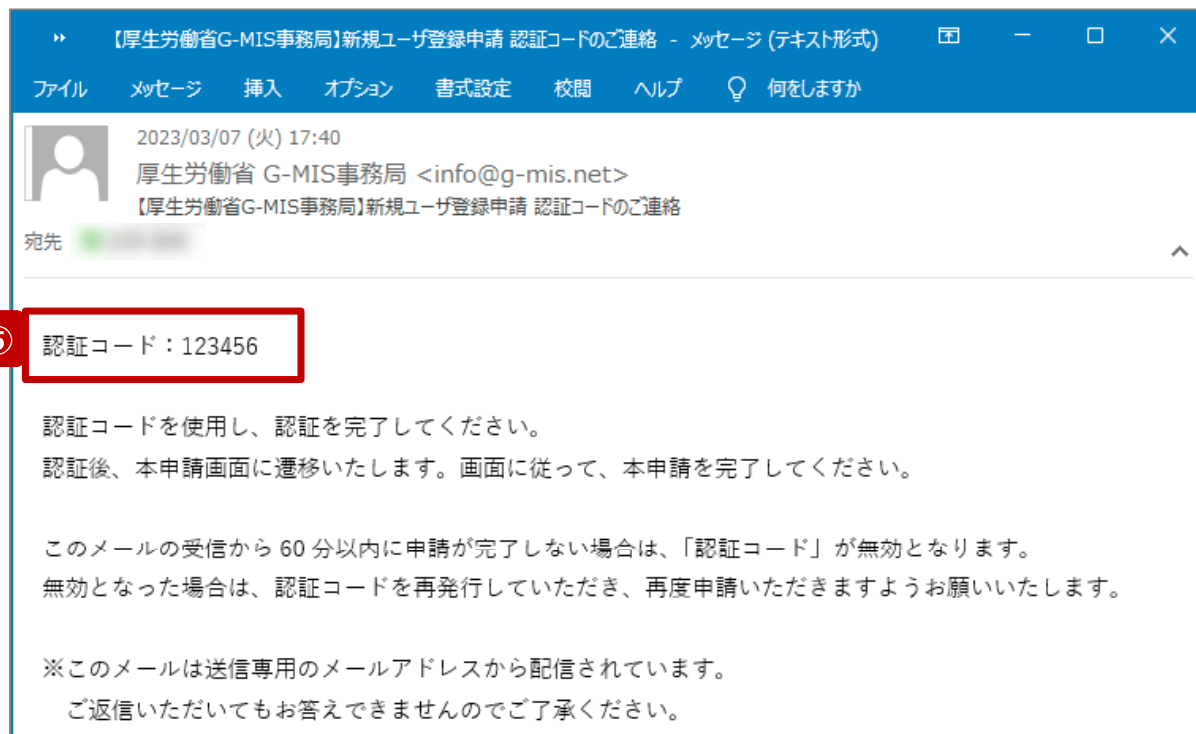 【厚生労働省G-MIS事務局】新規ユーザ登録申請 認証コードのご連絡 - メッセージ (テキスト形式)
ファイル メッセージ 挿入 オプション 書式設定 校閲 ヘルプ 何をしますか
2023/03/07 (火) 17:40
厚生労働省 G-MIS事務局 <info@g-mis.net>
【厚生労働省G-MIS事務局】新規ユーザ登録申請 認証コードのご連絡
宛先
認証コード：123456
認証コードを使用し、認証を完了してください。
認証後、本申請画面に遷移いたします。画面に従って、本申請を完了してください。
このメールの受信から 60 分以内に申請が完了しない場合は、「認証コード」が無効となります。
無効となった場合は、認証コードを再発行していただき、再度申請いただきますようお願いいたします。
※このメールは送信専用のメールアドレスから配信されています。
ご返信いただいてもお答えできませんのでご了承ください。